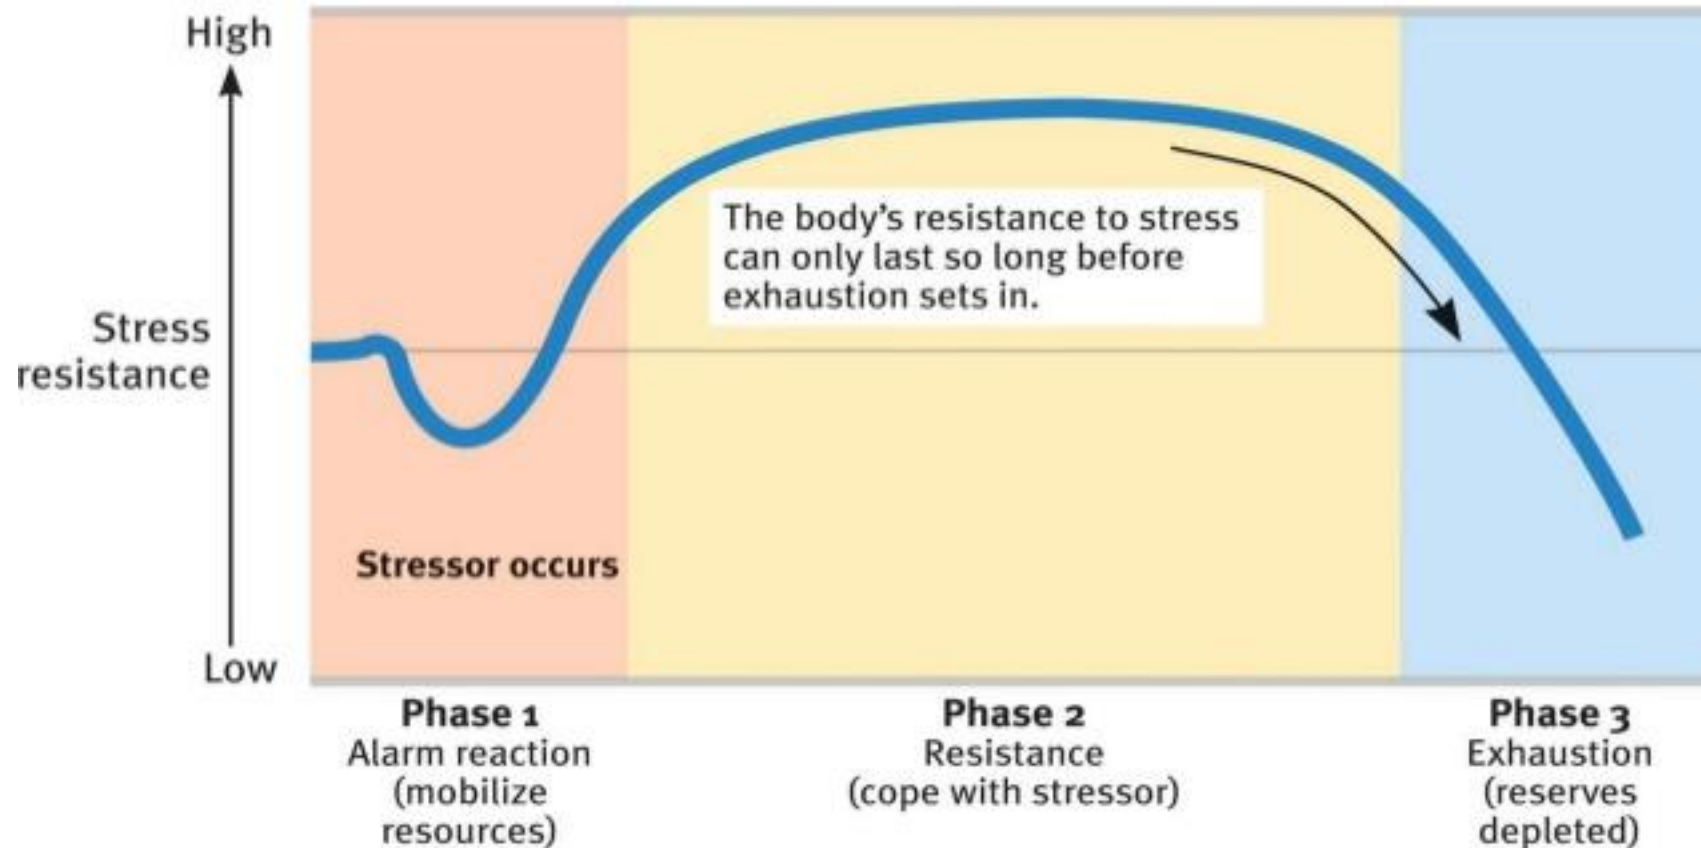 High
Stress
resistance
Low
The body's resistance to stress
can only last so long before
exhaustion sets in.
Stressor occurs
Phase 1
Alarm reaction
(mobilize
resources)
Phase 2
Resistance
(cope with stressor)
Phase 3
Exhaustion
(reserves
depleted)